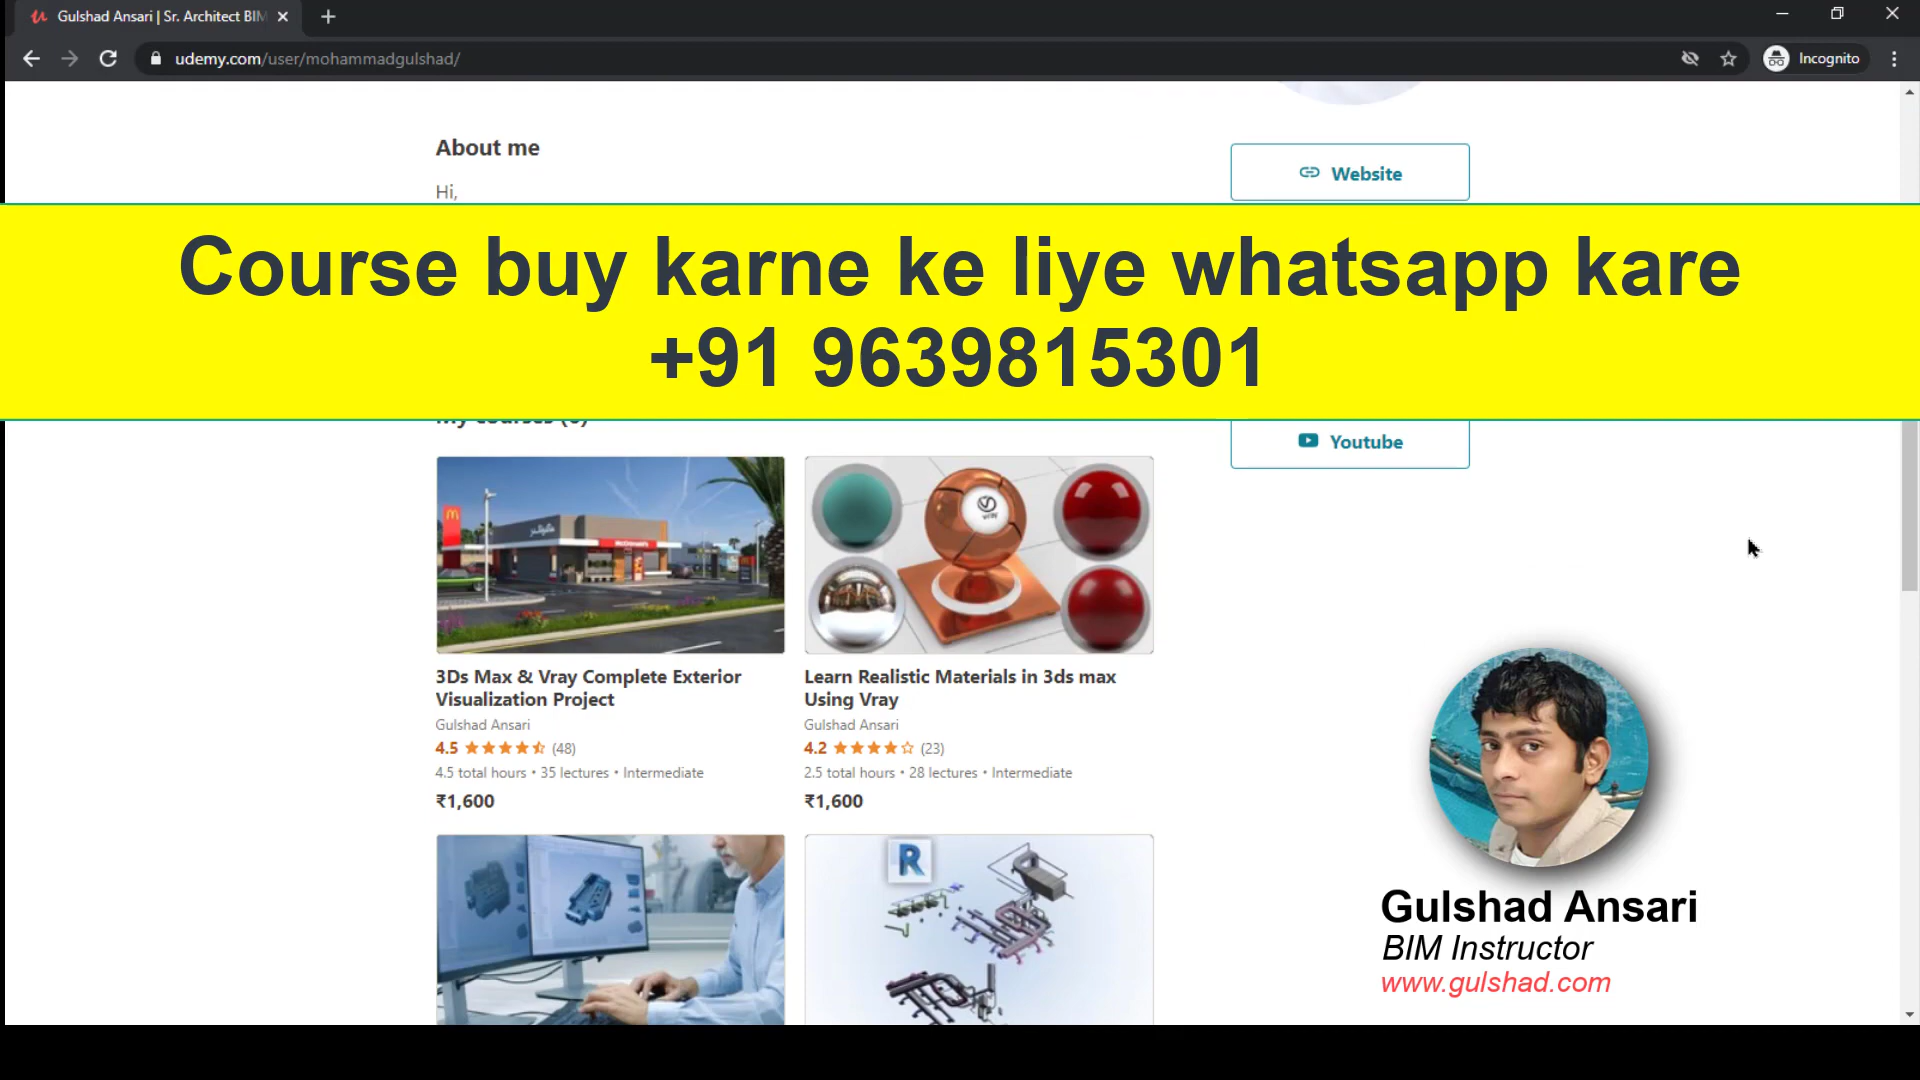 Gulshad Ansari | Sr. Architect BIM
udemy.com/user/mohammadgulshad/
Incognito
About me
Website
Hi,
Course buy karne ke liye whatsapp kare
+91 9639815301
Youtube
McDonald's
vray
3Ds Max & Vray Complete Exterior
Visualization Project
Gulshad Ansari
4.5 (48)
4.5 total hours • 35 lectures • Intermediate
₹1,600
Learn Realistic Materials in 3ds max
Using Vray
Gulshad Ansari
4.2 (23)
2.5 total hours • 28 lectures • Intermediate
₹1,600
R
Gulshad Ansari
BIM Instructor
www.gulshad.com